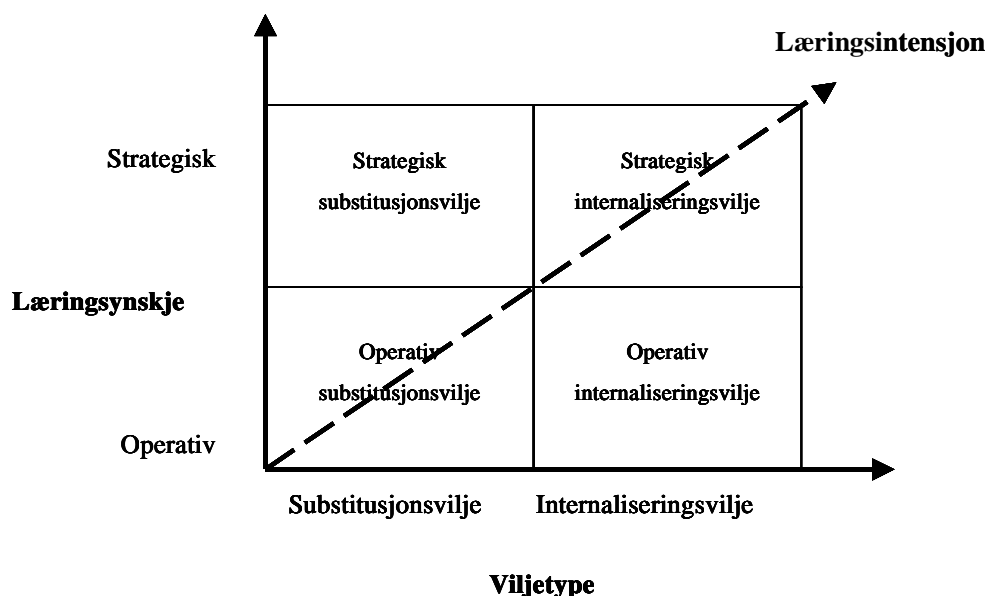 Læringsintensjon
Strategisk
Strategisk
substitusjonsvilje
Strategisk
internaliseringsvilje
Læringsynskje
Operativ
substitusjonsvilje
Operativ
internaliseringsvilje
Operativ
Substitusjonsvilje
Internaliseringsvilje
Viljetype